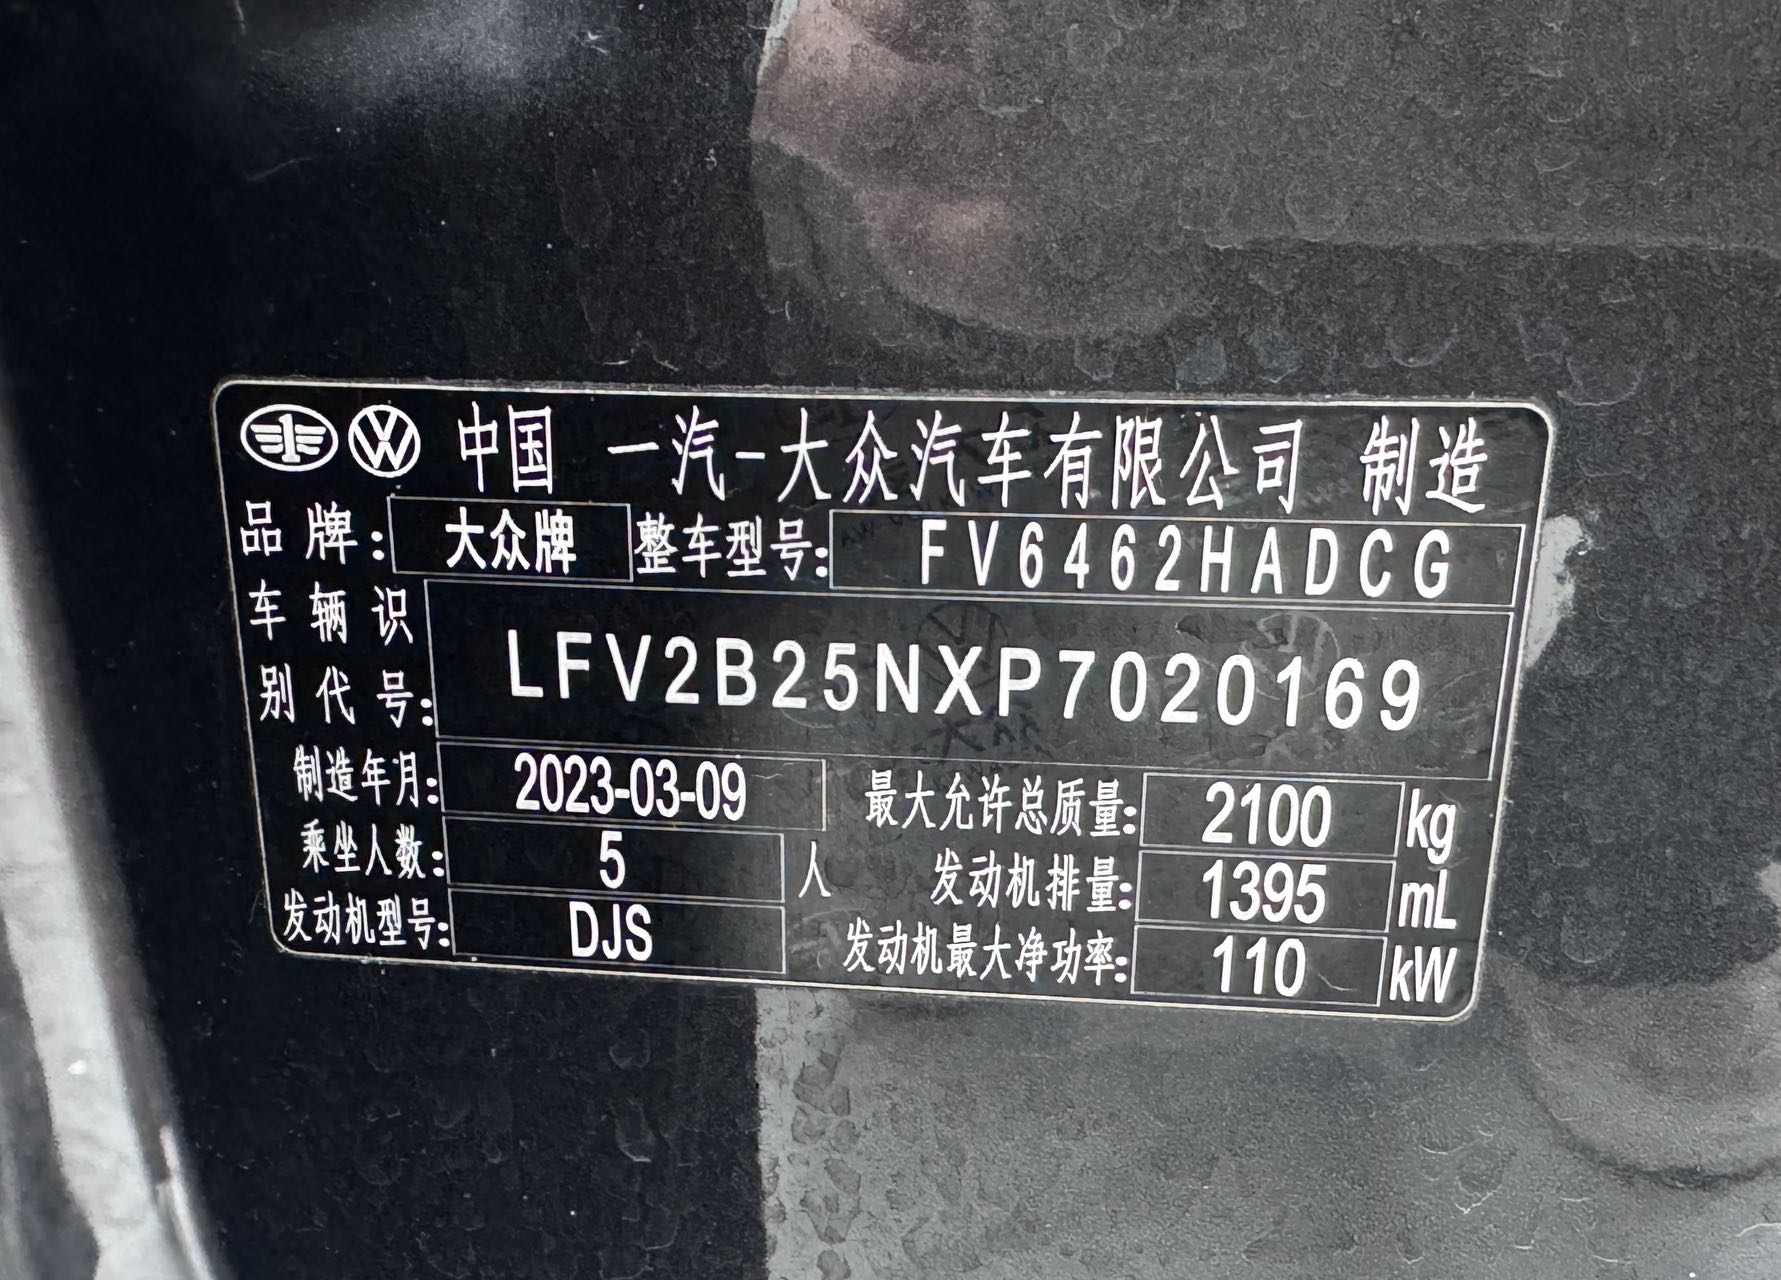 中国 一汽-大众汽车有限公司 制造
品牌: 大众牌 整车型号: FV6462HADCG
车辆识
别代号: LFV2B25NXP7020169
制造年月: 2023-03-09 最大允许总质量: 2100 kg
乘坐人数: 5 人 发动机排量: 1395 mL
发动机型号: DJS 发动机最大净功率: 110 kW